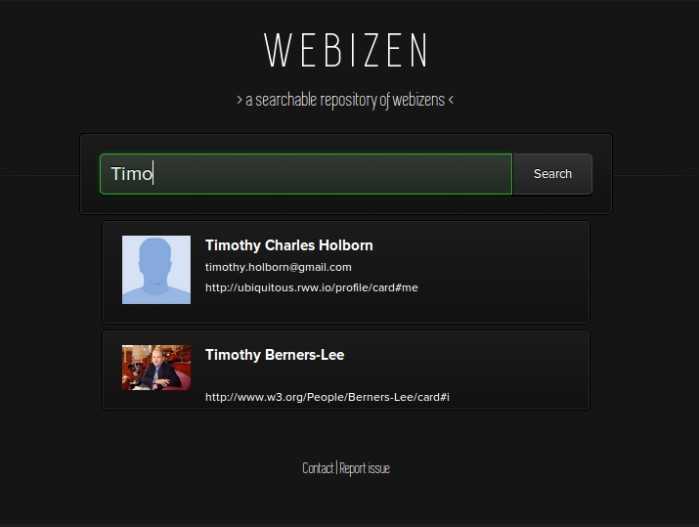 WEBIZEN
> a searchable repository of webizens <
Timo
Search
Timothy Charles Holborn
timothy.holborn@gmail.com
http://ubiquitous.rww.io/profile/card#me
Timothy Berners-Lee
http://www.w3.org/People/Berners-Lee/card#i
Contact | Report issue